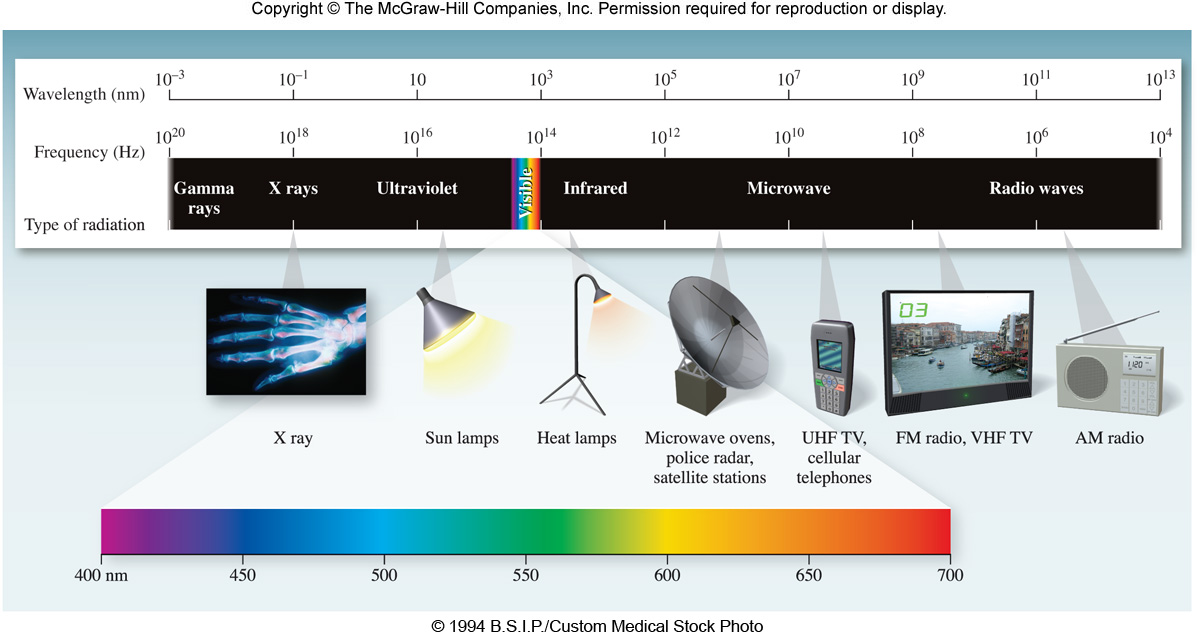 Copyright © The McGraw-Hill Companies, Inc. Permission required for reproduction or display.
Wavelength (nm) 10⁻³ 10⁻¹ 10 10³ 10⁵ 10⁷ 10⁹ 10¹¹ 10¹³
Frequency (Hz) 10²⁰ 10¹⁸ 10¹⁶ 10¹⁴ 10¹² 10¹⁰ 10⁸ 10⁶ 10⁴
Type of radiation
Gamma
rays
X rays
Ultraviolet
Visible
Infrared
Microwave
Radio waves
03
1120
X ray
Sun lamps
Heat lamps
Microwave ovens,
police radar,
satellite stations
UHF TV,
cellular
telephones
FM radio, VHF TV
AM radio
400 nm 450 500 550 600 650 700
© 1994 B.S.I.P./Custom Medical Stock Photo